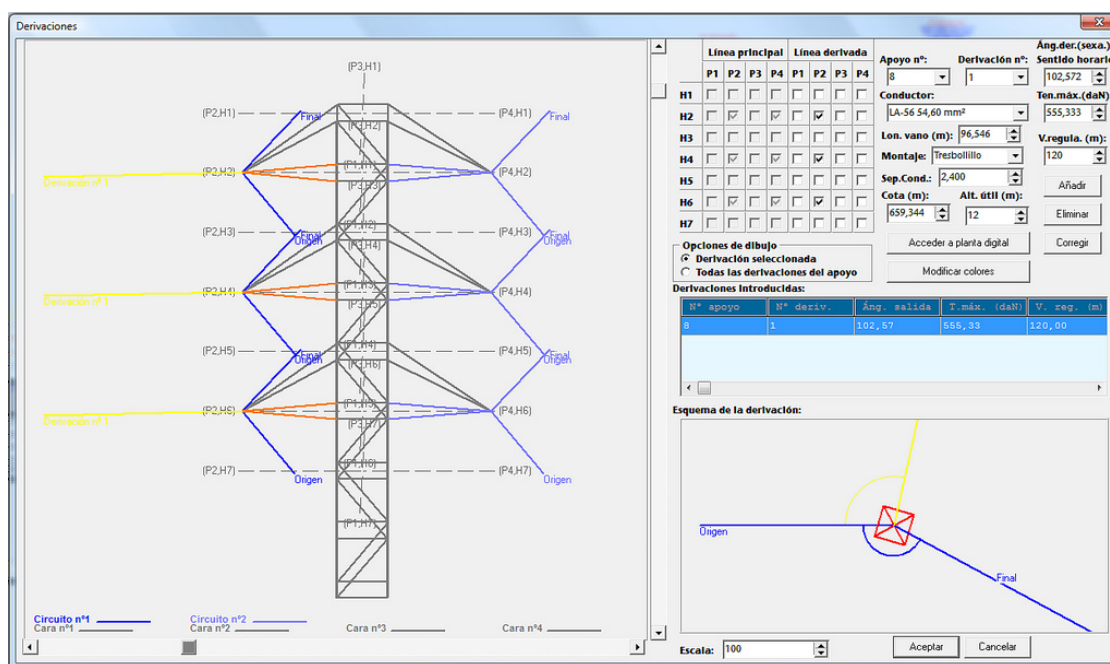 Derivaciones
(P3,H1)
(P2,H1)
Final
(P4,H1)
Final
(P3,H2)
(P1,H1)
(P2,H2)
(P4,H2)
Derivación nº 1
(P3,H3)
(P1,H2)
(P2,H3)
Final
Origen
(P4,H3)
Final
Origen
(P3,H4)
(P1,H3)
(P2,H4)
(P4,H4)
Derivación nº 1
(P3,H5)
(P1,H4)
(P2,H5)
Final
Origen
(P4,H5)
Final
Origen
(P3,H6)
(P1,H5)
(P2,H6)
(P4,H6)
Derivación nº 1
(P3,H7)
(P1,H6)
(P2,H7)
Origen
(P4,H7)
Origen
(P1,H7)
Circuito nº1
Circuito nº2
Cara nº1
Cara nº2
Cara nº3
Cara nº4
Línea principal Línea derivada
P1 P2 P3 P4 P1 P2 P3 P4
H1
H2
H3
H4
H5
H6
H7
Apoyo nº:
8
Derivación nº:
1
Áng.der.(sexa.)
Sentido horario
102,572
Conductor:
LA-56 54,60 mm²
Ten.máx.(daN)
555,333
Lon. vano (m): 96,546
V.regula. (m):
120
Montaje: Tresbollillo
Sep.Cond.: 2,400
Cota (m):
659,344
Alt. útil (m):
12
Añadir
Eliminar
Corregir
Acceder a planta digital
Modificar colores
Opciones de dibujo
Derivación seleccionada
Todas las derivaciones del apoyo
Derivaciones introducidas:
Nº apoyo Nº deriv. Áng. salida T.máx. (daN) V. reg. (m)
8 1 102,57 555,33 120,00
Esquema de la derivación:
Origen
Final
Escala: 100
Aceptar
Cancelar